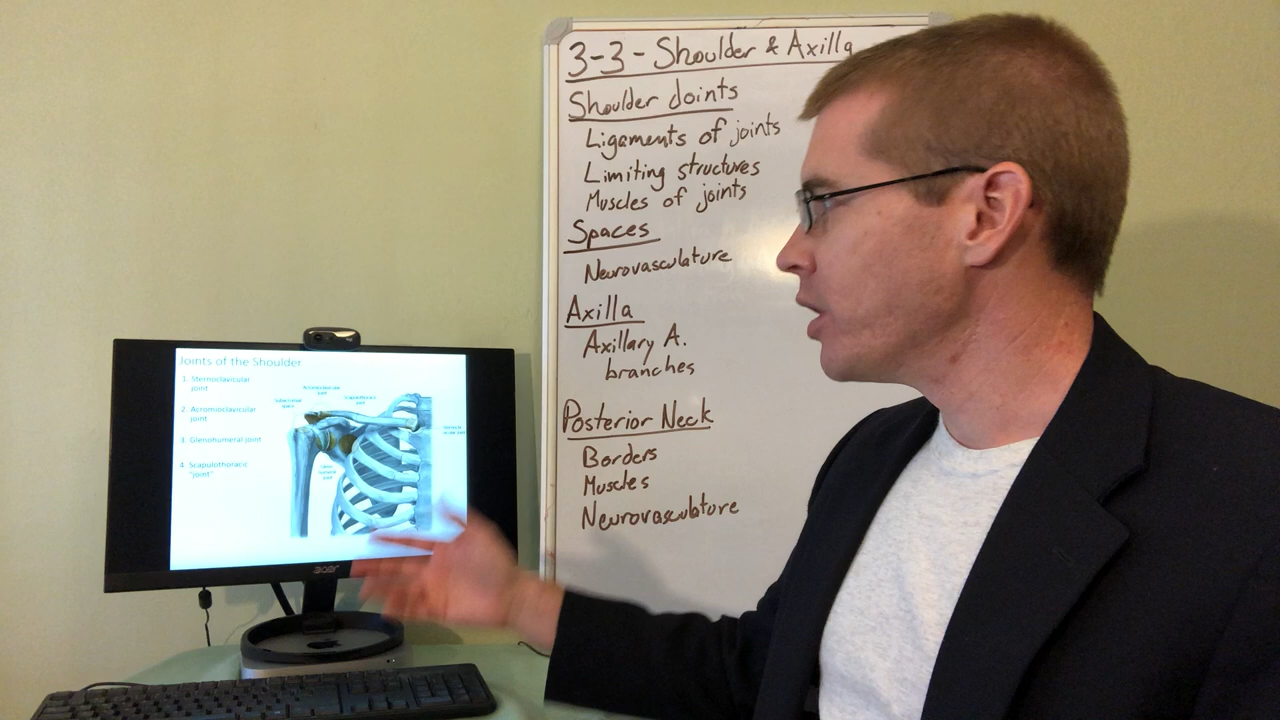 3-3 - Shoulder & Axilla
Shoulder Joints
Ligaments of joints
Limiting structures
Muscles of joints
Spaces
Neurovasculature
Axilla
Axillary A.
branches
Posterior Neck
Borders
Muscles
Neurovasculature
Joints of the Shoulder
1. Sternoclavicular
joint
2. Acromioclavicular
joint
3. Glenohumeral joint
4. Scapulothoracic
"joint"
acer